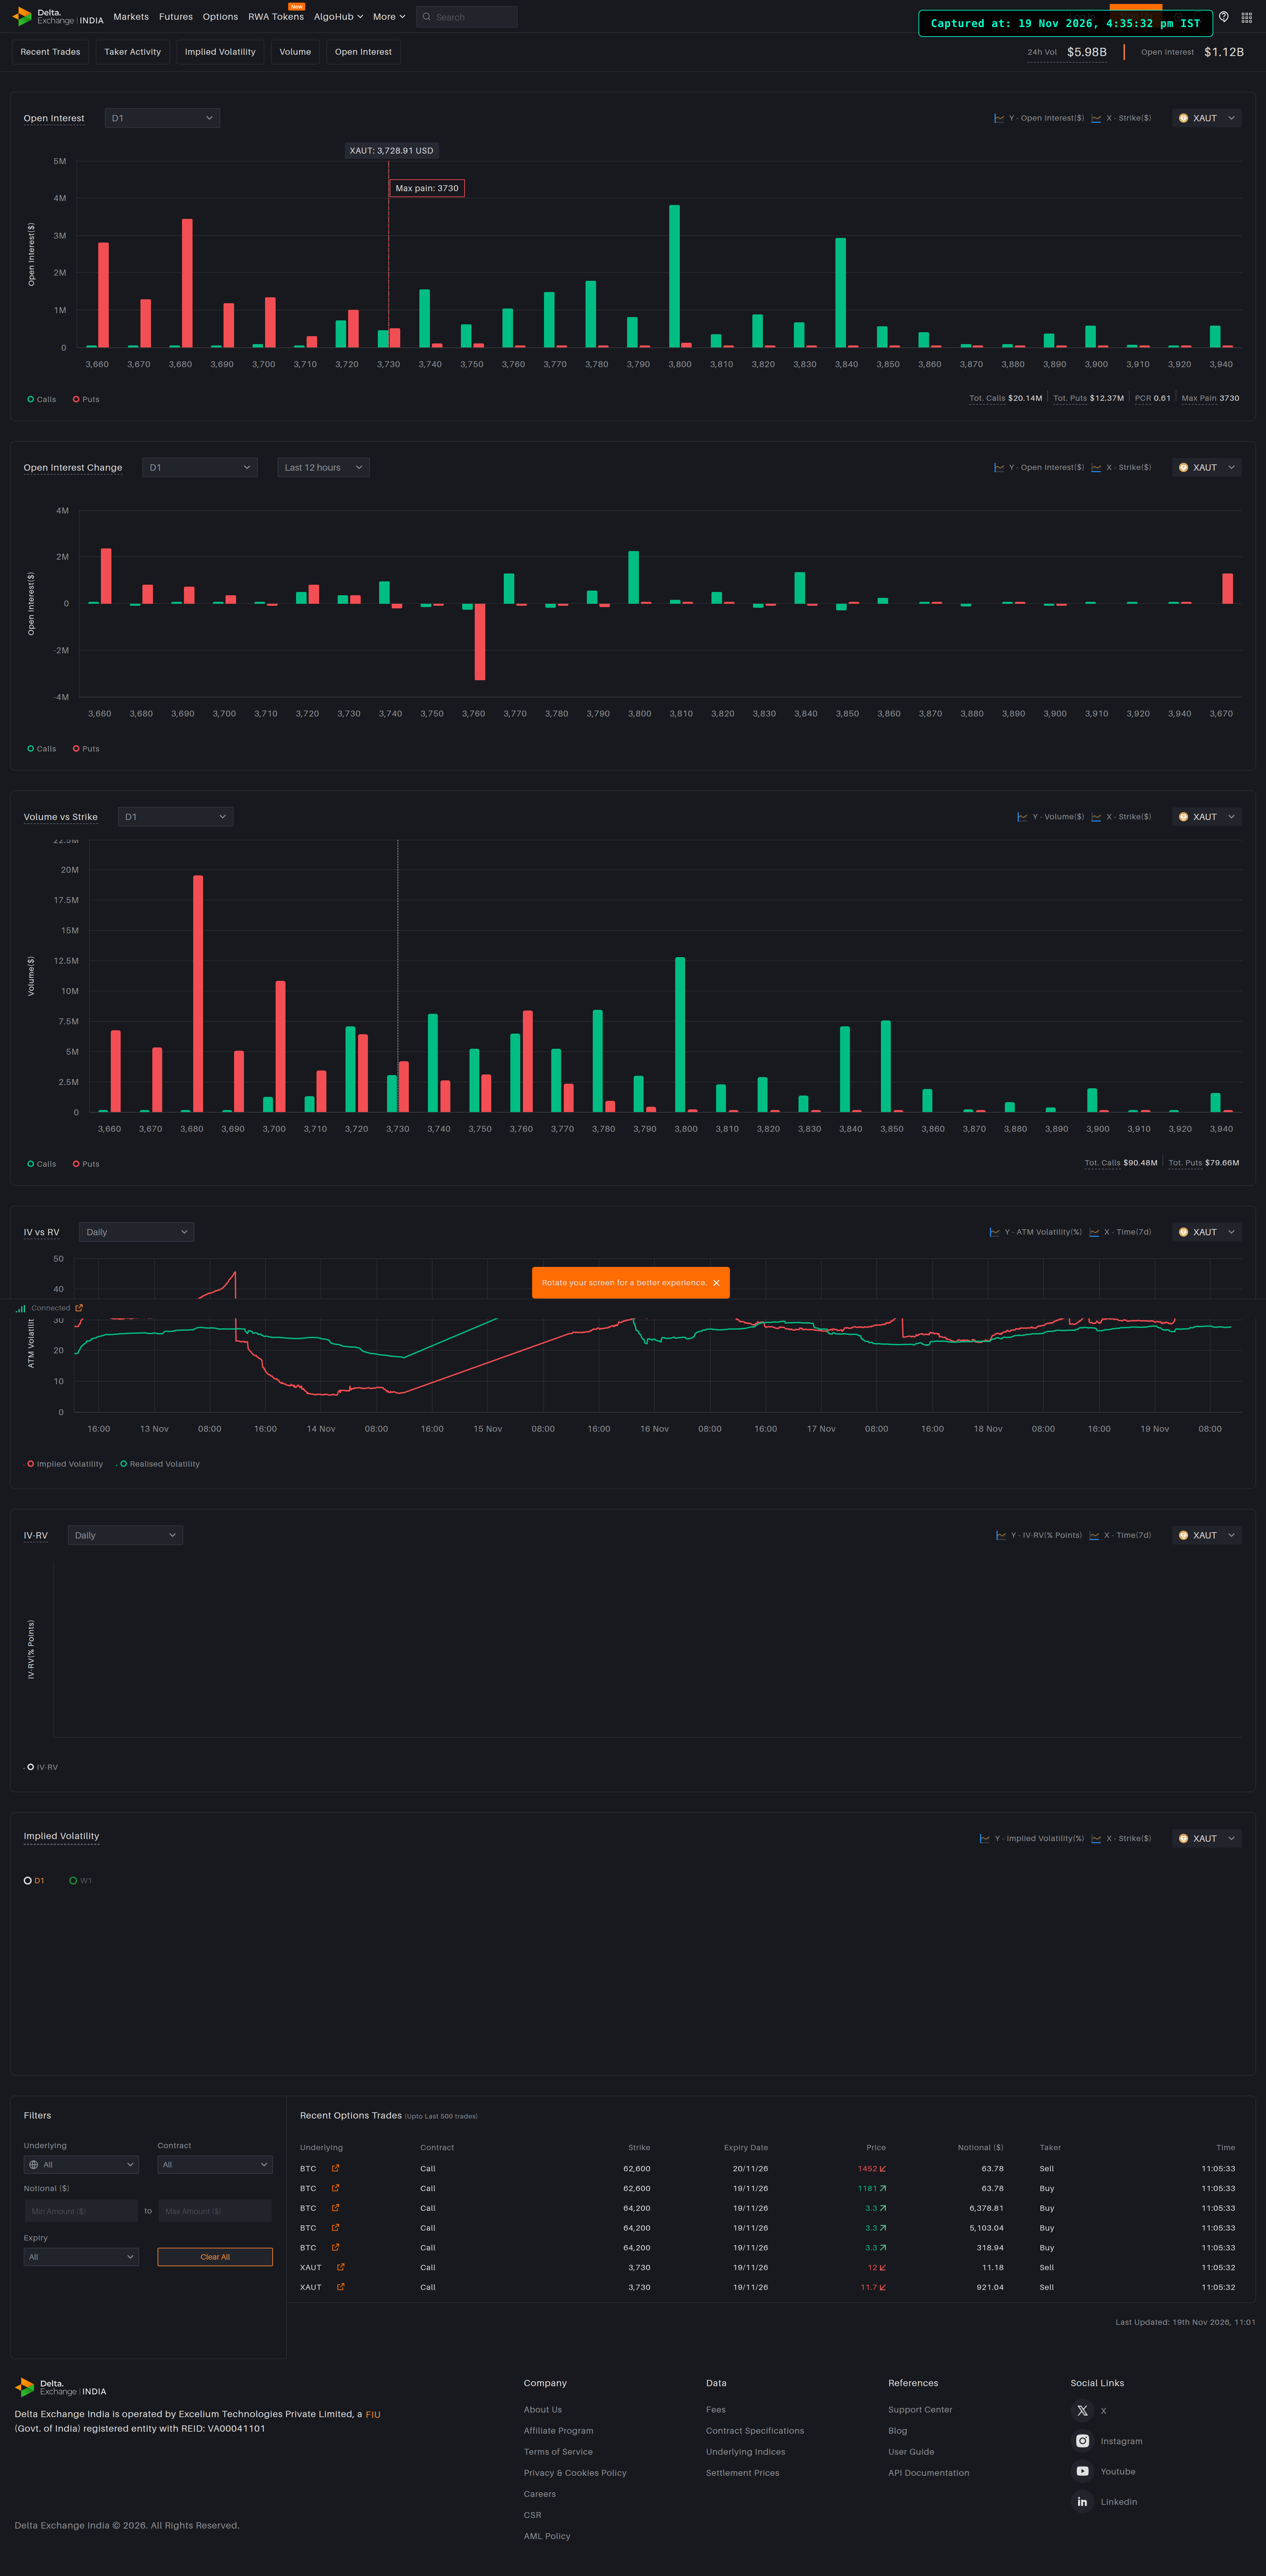 Delta.
Exchange | INDIA
Markets Futures Options RWA Tokens New AlgoHub More Search
Captured at: 19 Nov 2026, 4:35:32 pm IST
Recent Trades Taker Activity Implied Volatility Volume Open Interest
24h Vol $5.98B Open Interest $1.12B
Open Interest D1 Y - Open Interest($) X - Strike($) XAUT
XAUT: 3,728.91 USD
Max pain: 3730
Open Interest($)
5M
4M
3M
2M
1M
0
3,660 3,670 3,680 3,690 3,700 3,710 3,720 3,730 3,740 3,750 3,760 3,770 3,780 3,790 3,800 3,810 3,820 3,830 3,840 3,850 3,860 3,870 3,880 3,890 3,900 3,910 3,920 3,940
Calls Puts
Tot. Calls $20.14M Tot. Puts $12.37M PCR 0.61 Max Pain 3730
Open Interest Change D1 Last 12 hours Y - Open Interest($) X - Strike($) XAUT
Open Interest($)
4M
2M
0
-2M
-4M
3,660 3,680 3,690 3,700 3,710 3,720 3,730 3,740 3,750 3,760 3,770 3,780 3,790 3,800 3,810 3,820 3,830 3,840 3,850 3,860 3,870 3,880 3,890 3,900 3,910 3,920 3,940 3,670
Calls Puts
Volume vs Strike D1 Y - Volume($) X - Strike($) XAUT
Volume($)
22.5M
20M
17.5M
15M
12.5M
10M
7.5M
5M
2.5M
0
3,660 3,670 3,680 3,690 3,700 3,710 3,720 3,730 3,740 3,750 3,760 3,770 3,780 3,790 3,800 3,810 3,820 3,830 3,840 3,850 3,860 3,870 3,880 3,890 3,900 3,910 3,920 3,940
Calls Puts
Tot. Calls $90.48M Tot. Puts $79.66M
IV vs RV Daily Y - ATM Volatility(%) X - Time(7d) XAUT
50
40
Rotate your screen for a better experience.
Connected
ATM Volatilit
30
20
10
0
16:00 13 Nov 08:00 16:00 14 Nov 08:00 16:00 15 Nov 08:00 16:00 16 Nov 08:00 16:00 17 Nov 08:00 16:00 18 Nov 08:00 16:00 19 Nov 08:00
Implied Volatility Realised Volatility
IV-RV Daily Y - IV-RV(% Points) X - Time(7d) XAUT
IV-RV(% Points)
IV-RV
Implied Volatility Y - Implied Volatility(%) X - Strike($) XAUT
D1 W1
Filters
Underlying Contract
All All
Notional ($)
Min Amount ($) to Max Amount ($)
Expiry
All Clear All
Recent Options Trades (Upto Last 500 trades)
Underlying Contract Strike Expiry Date Price Notional ($) Taker Time
BTC Call 62,600 20/11/26 1452 63.78 Sell 11:05:33
BTC Call 62,600 19/11/26 1181 63.78 Buy 11:05:33
BTC Call 64,200 19/11/26 3.3 6,378.81 Buy 11:05:33
BTC Call 64,200 19/11/26 3.3 5,103.04 Buy 11:05:33
BTC Call 64,200 19/11/26 3.3 318.94 Buy 11:05:33
XAUT Call 3,730 19/11/26 12 11.18 Sell 11:05:32
XAUT Call 3,730 19/11/26 11.7 921.04 Sell 11:05:32
Last Updated: 19th Nov 2026, 11:01
Delta.
Exchange | INDIA
Delta Exchange India is operated by Excelium Technologies Private Limited, a FIU
(Govt. of India) registered entity with REID: VA00041101
Delta Exchange India © 2026. All Rights Reserved.
Company
About Us
Affiliate Program
Terms of Service
Privacy & Cookies Policy
Careers
CSR
AML Policy
Data
Fees
Contract Specifications
Underlying Indices
Settlement Prices
References
Support Center
Blog
User Guide
API Documentation
Social Links
X
Instagram
Youtube
Linkedin